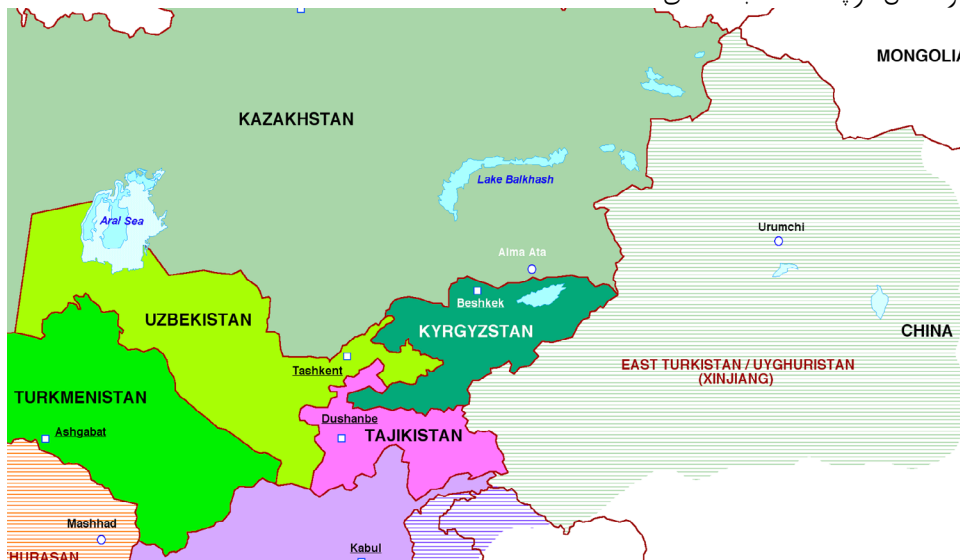 MONGOLIA
KAZAKHSTAN
Lake Balkhash
Aral Sea
Urumchi
Alma Ata
Beshkek
UZBEKISTAN
KYRGYZSTAN
CHINA
Tashkent
EAST TURKISTAN / UYGHURISTAN
(XINJIANG)
TURKMENISTAN
Dushanbe
Ashgabat
TAJIKISTAN
Mashhad
Kabul
HURASAN